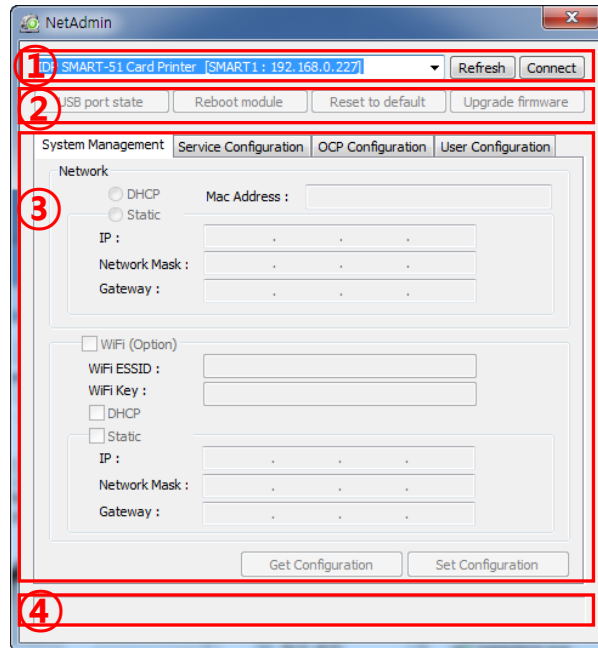 NetAdmin
① IDP SMART-51 Card Printer [SMART1 : 192.168.0.227] Refresh Connect
② USB port state Reboot module Reset to default Upgrade firmware
System Management Service Configuration OCP Configuration User Configuration
Network
③ DHCP Mac Address :
Static
IP : . . .
Network Mask : . . .
Gateway : . . .
WiFi (Option)
WiFi ESSID :
WiFi Key :
DHCP
Static
IP : . . .
Network Mask : . . .
Gateway : . . .
Get Configuration Set Configuration
④